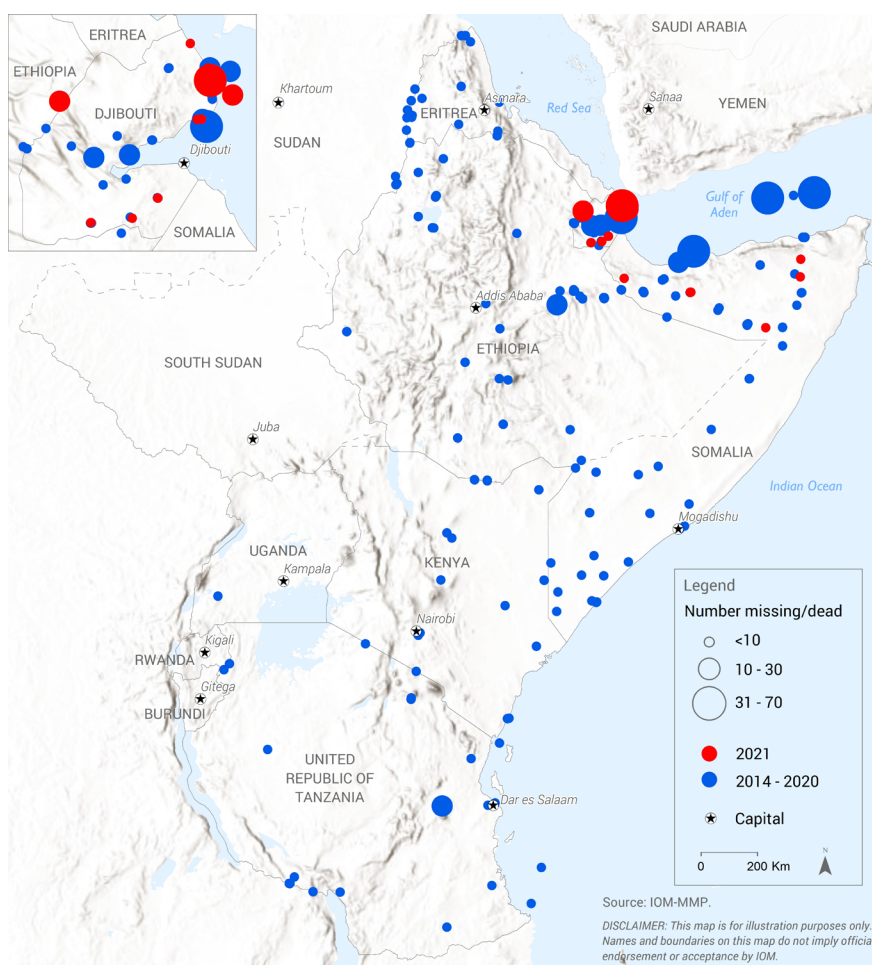 ERITREA
ETHIOPIA
DJIBOUTI
Djibouti
SOMALIA
SAUDI ARABIA
Khartoum
SUDAN
ERITREA
Asmara
Red Sea
Sanaa
YEMEN
Gulf of
Aden
Addis Ababa
ETHIOPIA
SOUTH SUDAN
Juba
SOMALIA
Indian Ocean
Mogadishu
UGANDA
Kampala
KENYA
Nairobi
Kigali
RWANDA
Gitega
BURUNDI
UNITED
REPUBLIC OF
TANZANIA
Dar es Salaam
Legend
Number missing/dead
<10
10 - 30
31 - 70
2021
2014 - 2020
Capital
N
0 200 Km
Source: IOM-MMP.
DISCLAIMER: This map is for illustration purposes only.
Names and boundaries on this map do not imply officia
endorsement or acceptance by IOM.